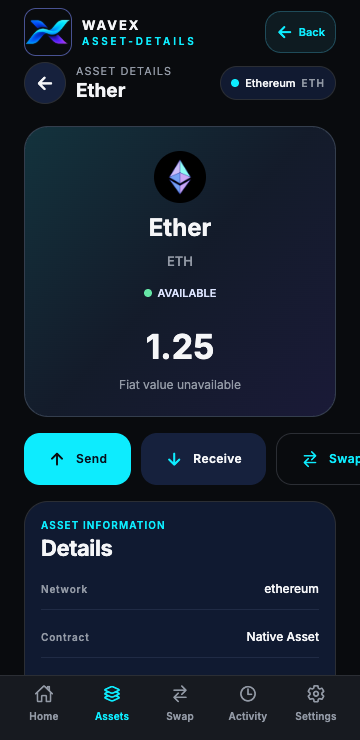 WAVEX
ASSET-DETAILS
Back
ASSET DETAILS
Ether
Ethereum ETH
Ether
ETH
AVAILABLE
1.25
Fiat value unavailable
Send
Receive
Swap
ASSET INFORMATION
Details
Network ethereum
Contract Native Asset
Home
Assets
Swap
Activity
Settings